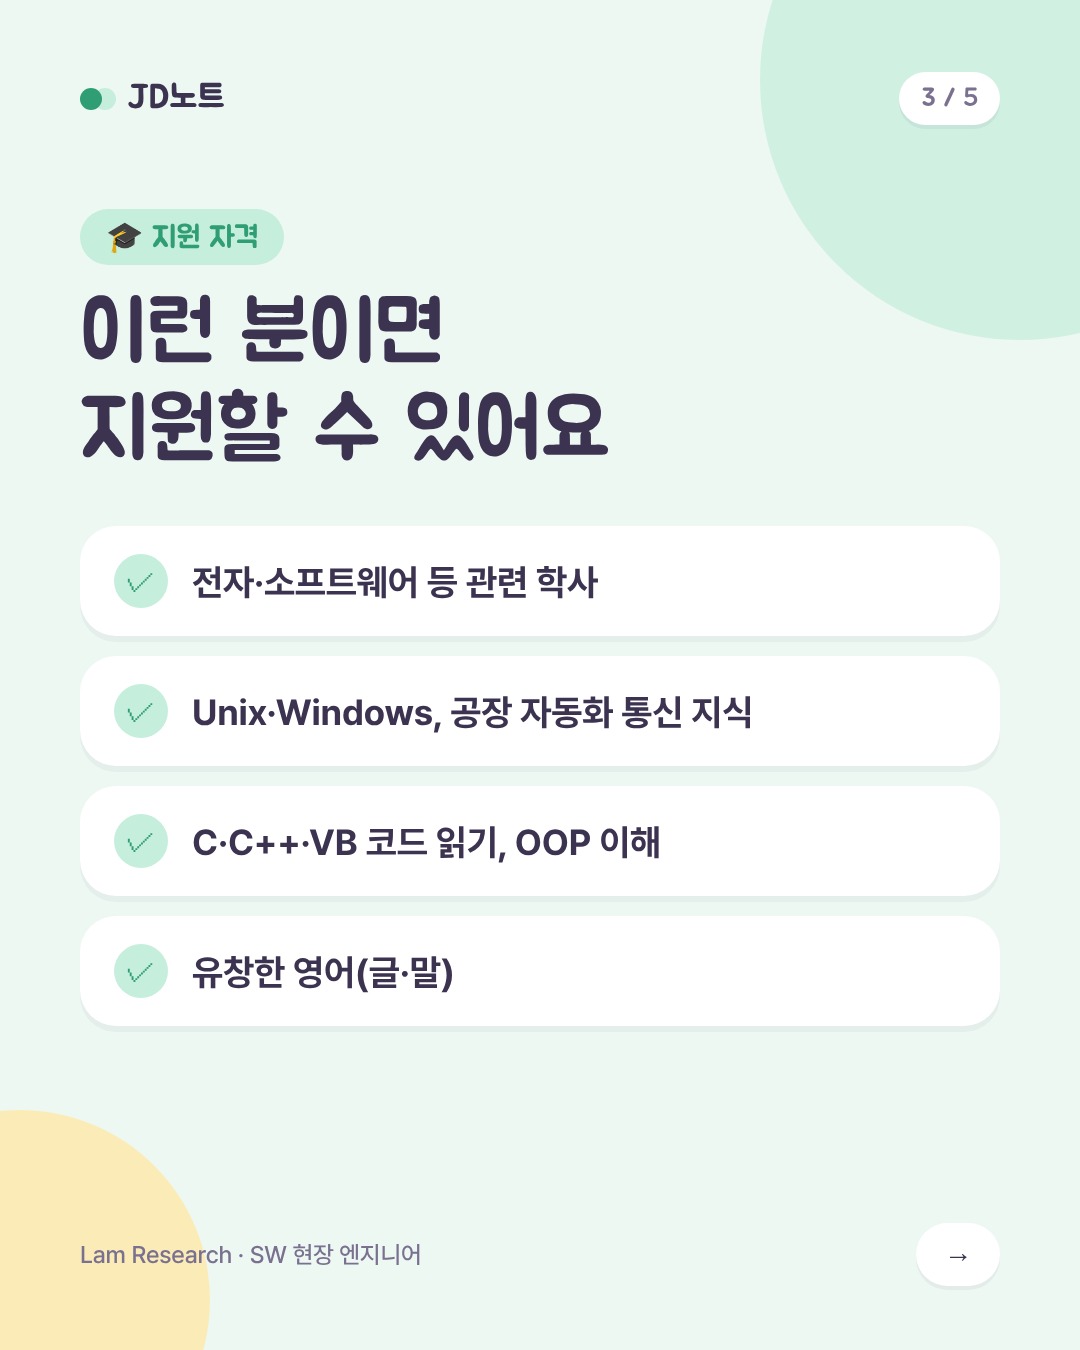 JD노트
3 / 5
🎓 지원 자격
이런 분이면
지원할 수 있어요
✓ 전자·소프트웨어 등 관련 학사
✓ Unix·Windows, 공장 자동화 통신 지식
✓ C·C++·VB 코드 읽기, OOP 이해
✓ 유창한 영어(글·말)
Lam Research · SW 현장 엔지니어
→